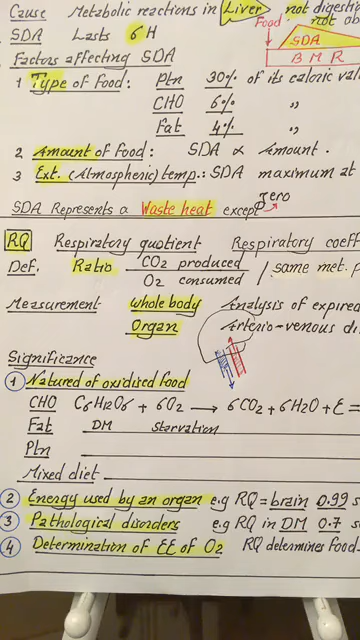 Cause Metabolic reactions in Liver, not digestion
SDA Lasts 6 H
Food
SDA
B M R
Factors affecting SDA
1 Type of food: Ptn 30% of its caloric
CHO 6% ,,
Fat 4% ,,
2 Amount of food: SDA ∝ Amount.
3 Ext. (Atmospheric) temp.: SDA maximum at
zero
SDA Represents a Waste heat except
RQ Respiratory quotient Respiratory
Def. Ratio CO2 produced / same met.
O2 consumed
Measurement whole body Analysis of expired
Organ Arterio-venous
Significance
1 Natured of oxidised food
CHO C6H12O6 + 6O2 → 6CO2 + 6H2O + E =
Fat DM Starvation
Ptn
Mixed diet
2 Energy used by an organ e.g RQ = brain 0.99
3 Pathological disorders e.g RQ in DM 0.7
4 Determination of EE of O2 RQ determines food